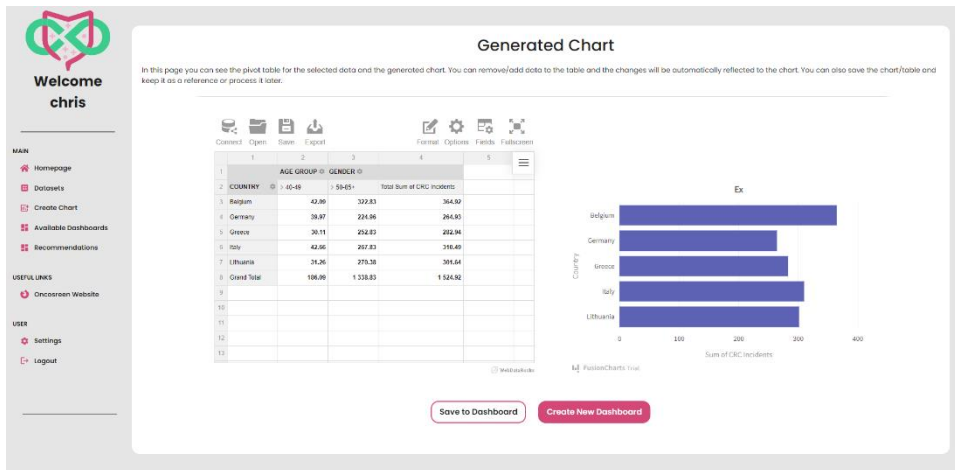 Generated Chart
In this page you can see the pivot table for the selected data and the generated chart. You can remove/add data to the table and the changes will be automatically reflected to the chart. You can also save the chart/table and
keep it as a reference or process it later.
Welcome
chris
MAIN
Homepage
Datasets
Create Chart
Available Dashboards
Recommendations
USEFUL LINKS
Oncosreen Website
USER
Settings
Logout
Connect Open Save Export Format Options Fields Fullscreen
1 2 3 4 5
1 AGE GROUP GENDER
2 COUNTRY > 40-49 > 50-65+ Total Sum of CRC Incidents
3 Belgium 42.09 322.83 364.92
4 Germany 39.97 224.96 264.93
5 Greece 30.11 252.83 282.94
6 Italy 42.66 267.83 310.49
7 Lithuania 31.26 270.38 301.64
8 Grand Total 186.09 1 338.83 1 524.92
9
10
11
12
13
WebDataRocks
Ex
Country
Belgium
Germany
Greece
Italy
Lithuania
0 100 200 300 400
Sum of CRC Incidents
FusionCharts Trial
Save to Dashboard
Create New Dashboard